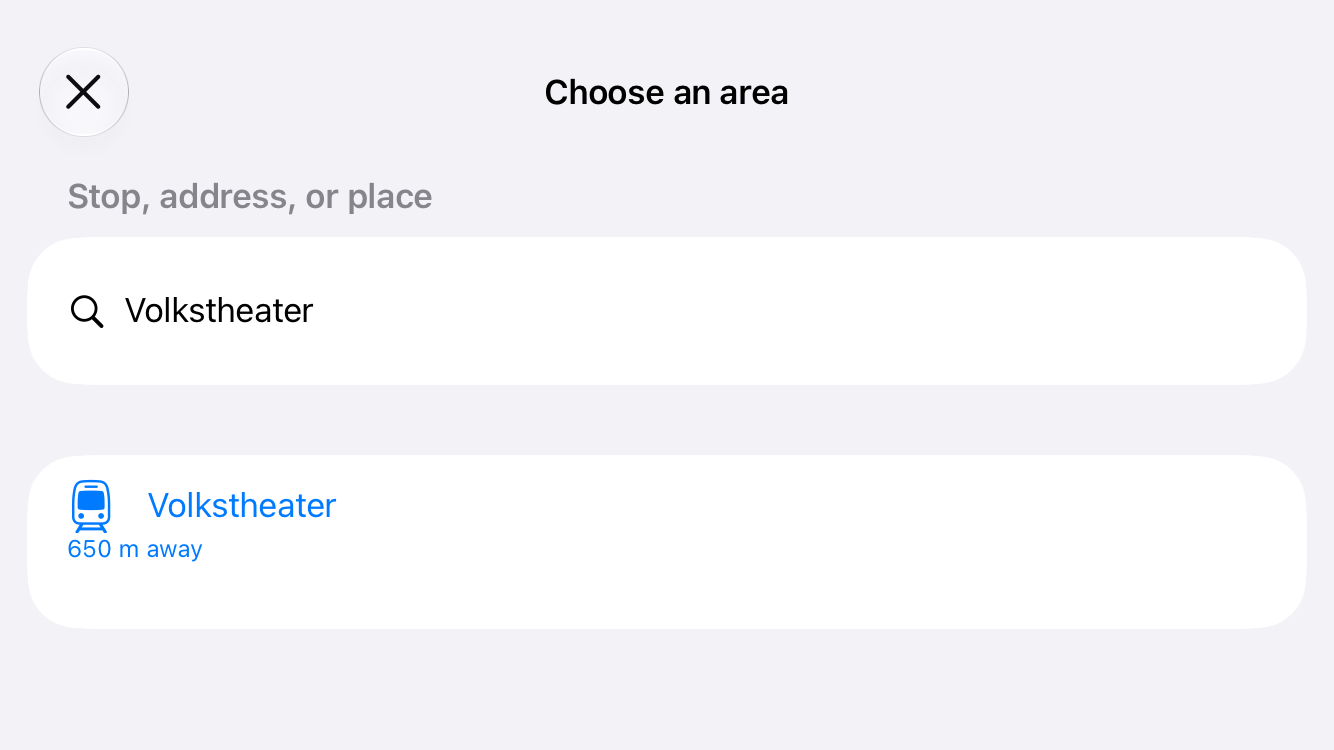 Choose an area
Stop, address, or place
Volkstheater
Volkstheater
650 m away